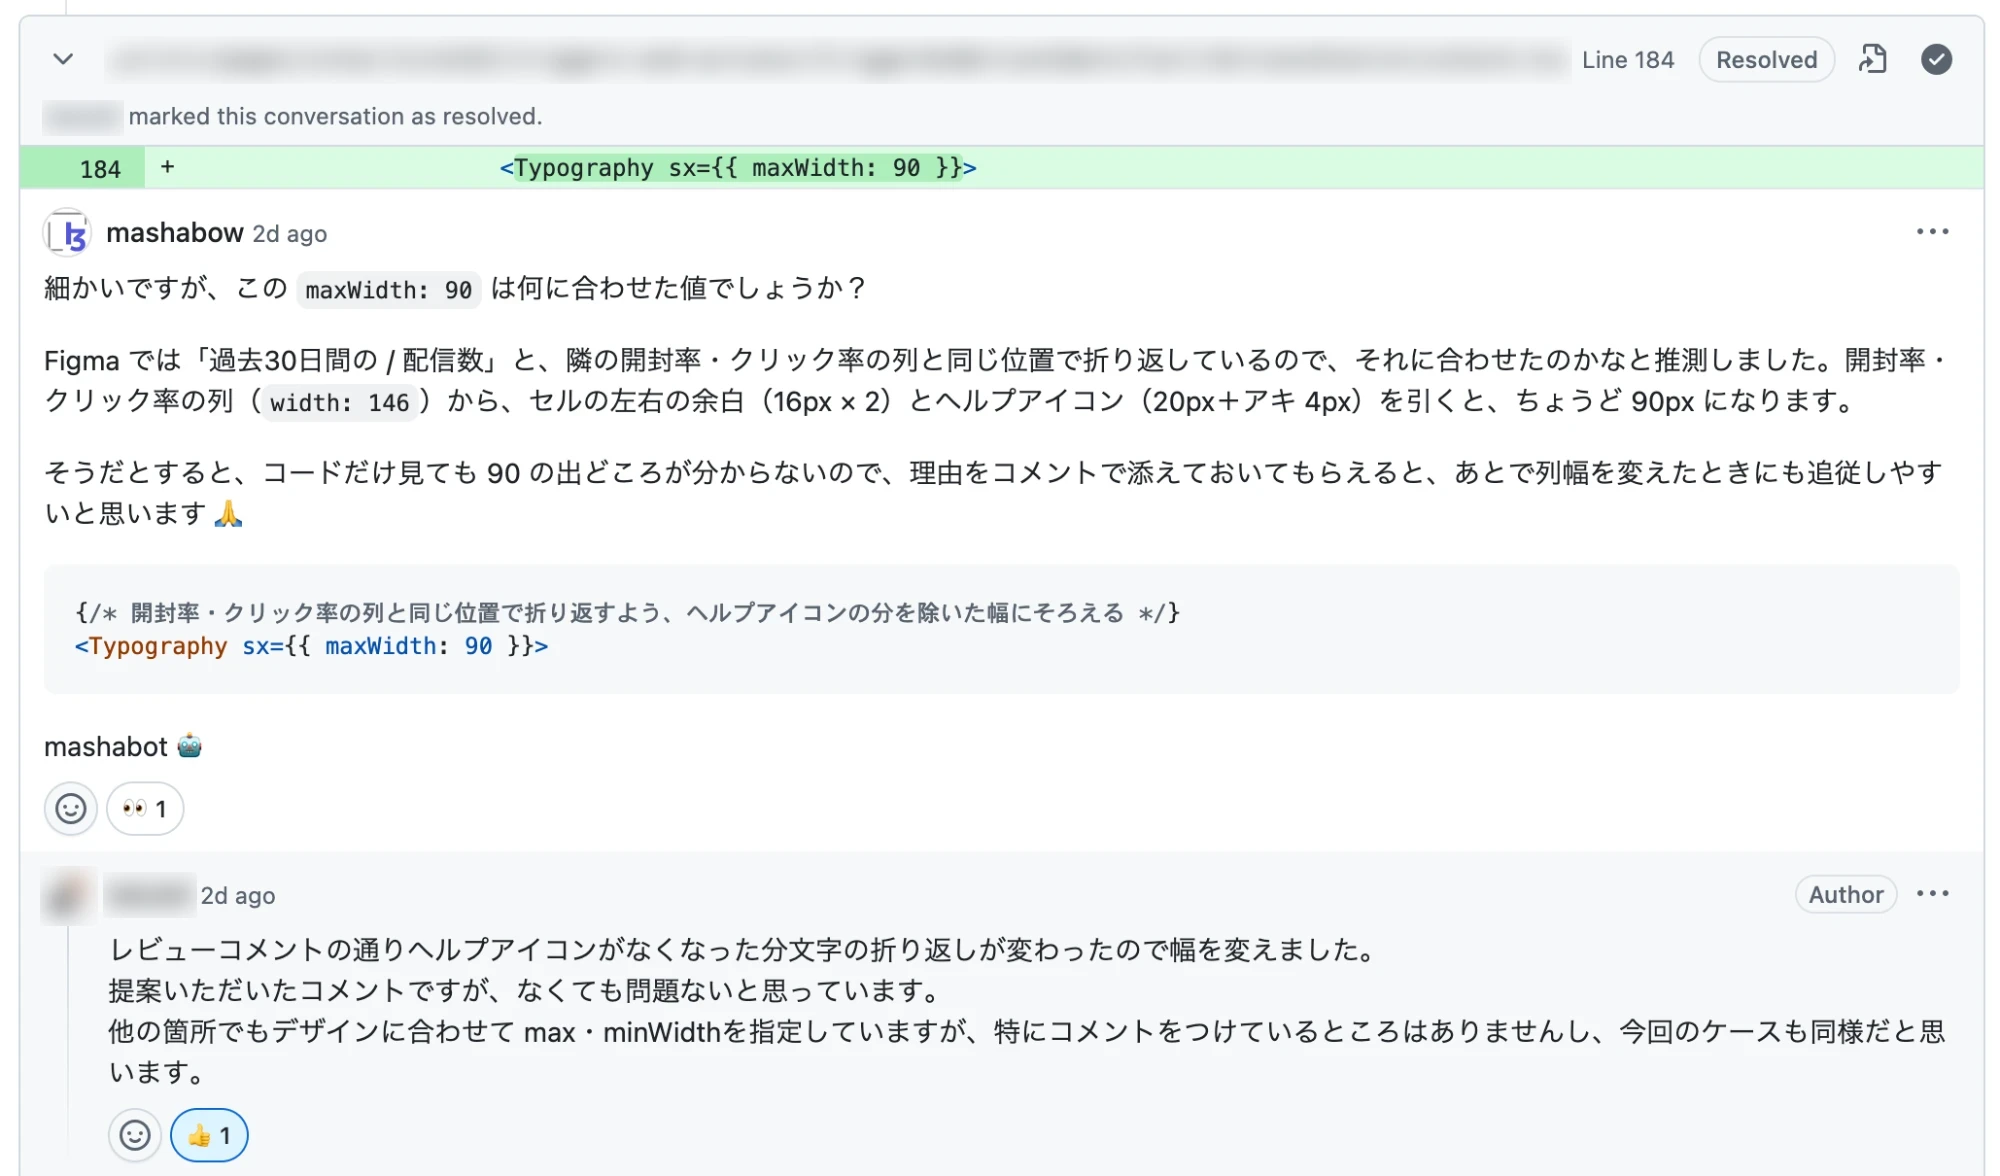 Line 184 Resolved
marked this conversation as resolved.
184 + <Typography sx={{ maxWidth: 90 }}>
mashabow 2d ago
細かいですが、この maxWidth: 90 は何に合わせた値でしょうか？
Figma では「過去30日間の / 配信数」と、隣の開封率・クリック率の列と同じ位置で折り返しているので、それに合わせたのかなと推測しました。開封率・
クリック率の列（width: 146）から、セルの左右の余白（16px × 2）とヘルプアイコン（20px＋アキ 4px）を引くと、ちょうど 90px になります。
そうだとすると、コードだけ見ても 90 の出どころが分からないので、理由をコメントで添えておいてもらえると、あとで列幅を変えたときにも追従しやす
いと思います 🙏
{/* 開封率・クリック率の列と同じ位置で折り返すよう、ヘルプアイコンの分を除いた幅にそろえる */}
<Typography sx={{ maxWidth: 90 }}>
mashabot 🤖
👀 1
2d ago Author
レビューコメントの通りヘルプアイコンがなくなった分文字の折り返しが変わったので幅を変えました。
提案いただいたコメントですが、なくても問題ないと思っています。
他の箇所でもデザインに合わせて max・minWidthを指定していますが、特にコメントをつけているところはありませんし、今回のケースも同様だと思
います。
👍 1